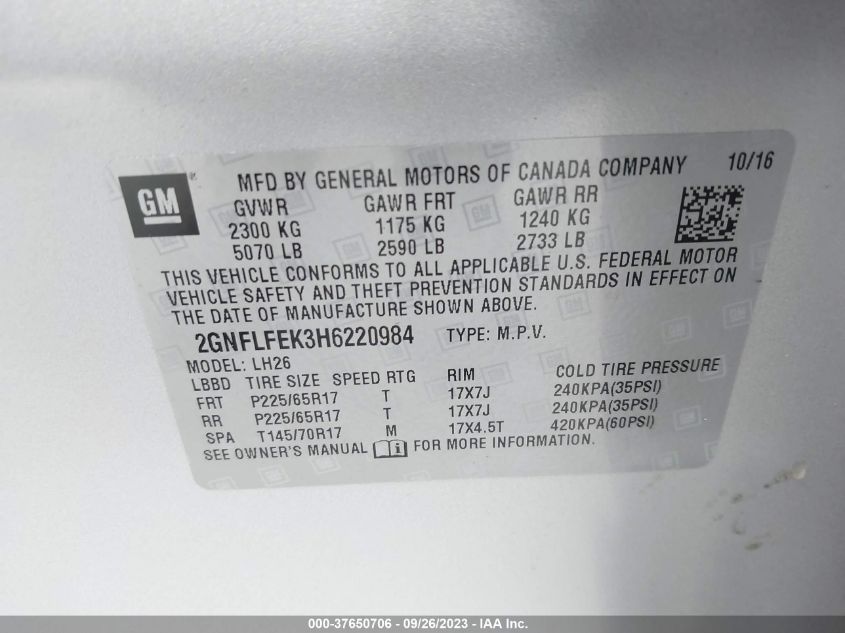 GM
MFD BY GENERAL MOTORS OF CANADA COMPANY 10/16
GVWR GAWR FRT GAWR RR
2300 KG 1175 KG 1240 KG
5070 LB 2590 LB 2733 LB
THIS VEHICLE CONFORMS TO ALL APPLICABLE U.S. FEDERAL MOTOR
VEHICLE SAFETY AND THEFT PREVENTION STANDARDS IN EFFECT ON
THE DATE OF MANUFACTURE SHOWN ABOVE.
2GNFLFEK3H6220984 TYPE: M.P.V.
MODEL: LH26
LBBD TIRE SIZE SPEED RTG RIM COLD TIRE PRESSURE
FRT P225/65R17 T 17X7J 240KPA(35PSI)
RR P225/65R17 T 17X7J 240KPA(35PSI)
SPA T145/70R17 M 17X4.5T 420KPA(60PSI)
SEE OWNER'S MANUAL i FOR MORE INFORMATION.
000-37650706 - 09/26/2023 - IAA Inc.